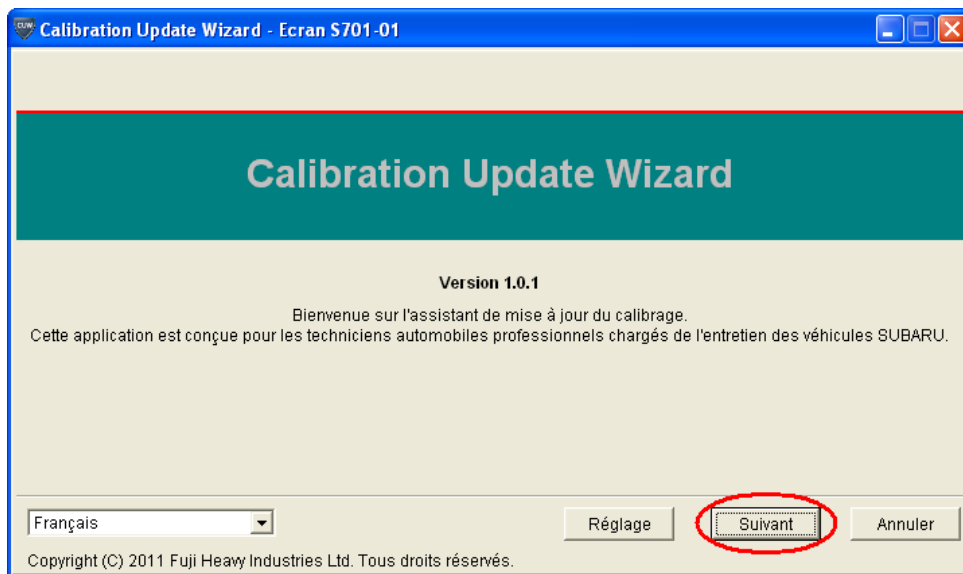 CUW Calibration Update Wizard - Ecran S701-01
Calibration Update Wizard
Version 1.0.1
Bienvenue sur l'assistant de mise à jour du calibrage.
Cette application est conçue pour les techniciens automobiles professionnels chargés de l'entretien des véhicules SUBARU.
Français Réglage Suivant Annuler
Copyright (C) 2011 Fuji Heavy Industries Ltd. Tous droits réservés.